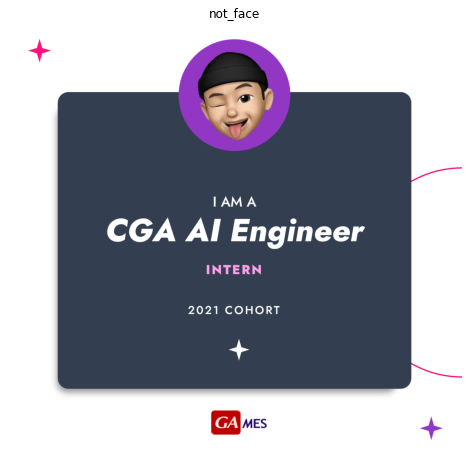 not_face
I AM A
CGA AI Engineer
INTERN
2021 COHORT
GAMES